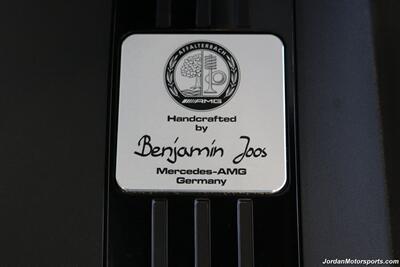 AFFALTERBACH
AMG
Handcrafted
by
Benjamin Joos
Mercedes-AMG
Germany
JordanMotorsports.com